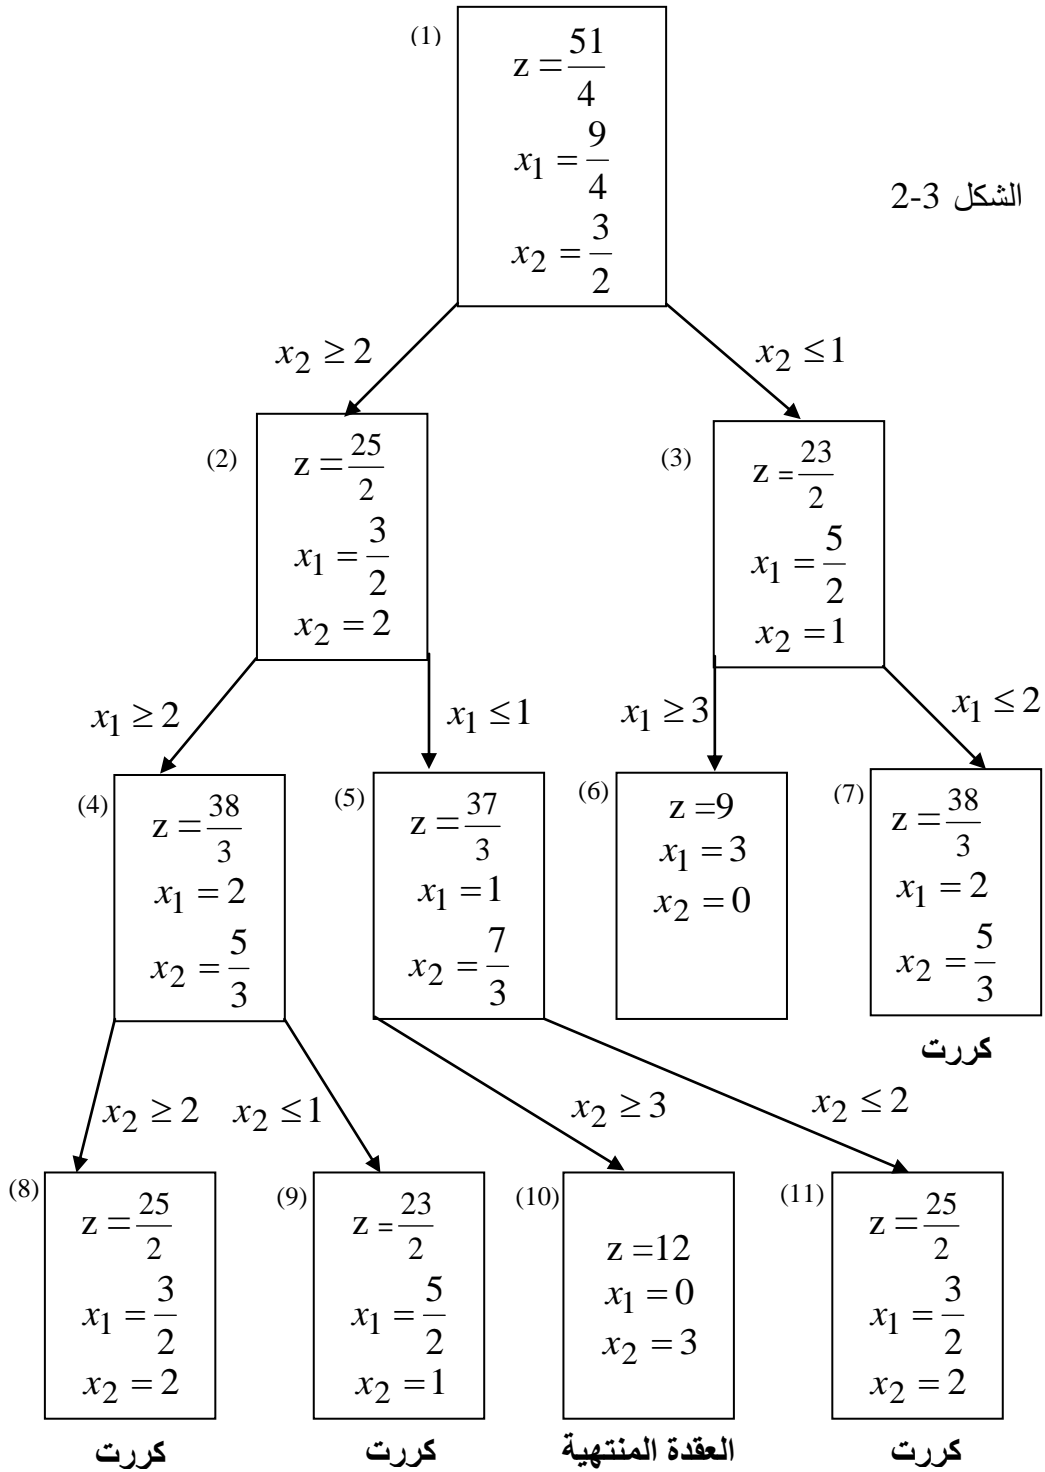 (1)
z = 51/4
x₁ = 9/4
x₂ = 3/2
الشكل 3-2
x₂ ≥ 2
x₂ ≤ 1
(2)
z = 25/2
x₁ = 3/2
x₂ = 2
(3)
z = 23/2
x₁ = 5/2
x₂ = 1
x₁ ≥ 2
x₁ ≤ 1
x₁ ≥ 3
x₁ ≤ 2
(4)
z = 38/3
x₁ = 2
x₂ = 5/3
(5)
z = 37/3
x₁ = 1
x₂ = 7/3
(6)
z = 9
x₁ = 3
x₂ = 0
(7)
z = 38/3
x₁ = 2
x₂ = 5/3
كررت
x₂ ≥ 2
x₂ ≤ 1
x₂ ≥ 3
x₂ ≤ 2
(8)
z = 25/2
x₁ = 3/2
x₂ = 2
كررت
(9)
z = 23/2
x₁ = 5/2
x₂ = 1
كررت
(10)
z = 12
x₁ = 0
x₂ = 3
العقدة المنتهية
(11)
z = 25/2
x₁ = 3/2
x₂ = 2
كررت